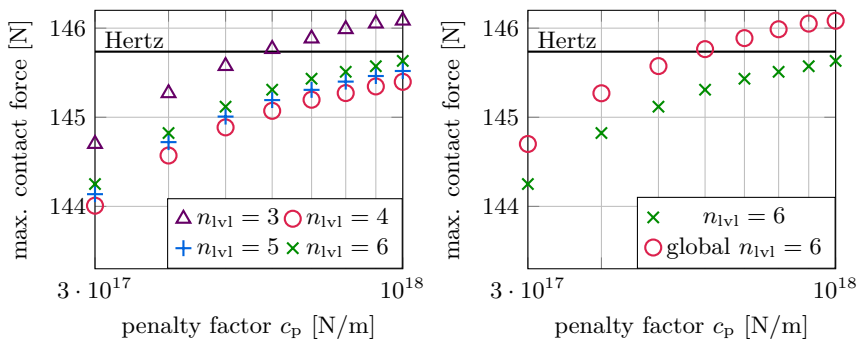 146
145
144
max. contact force [N]
Hertz
n_lvl = 3 n_lvl = 4
n_lvl = 5 n_lvl = 6
3 · 10^17 10^18
penalty factor c_p [N/m]
146
145
144
max. contact force [N]
Hertz
n_lvl = 6
global n_lvl = 6
3 · 10^17 10^18
penalty factor c_p [N/m]